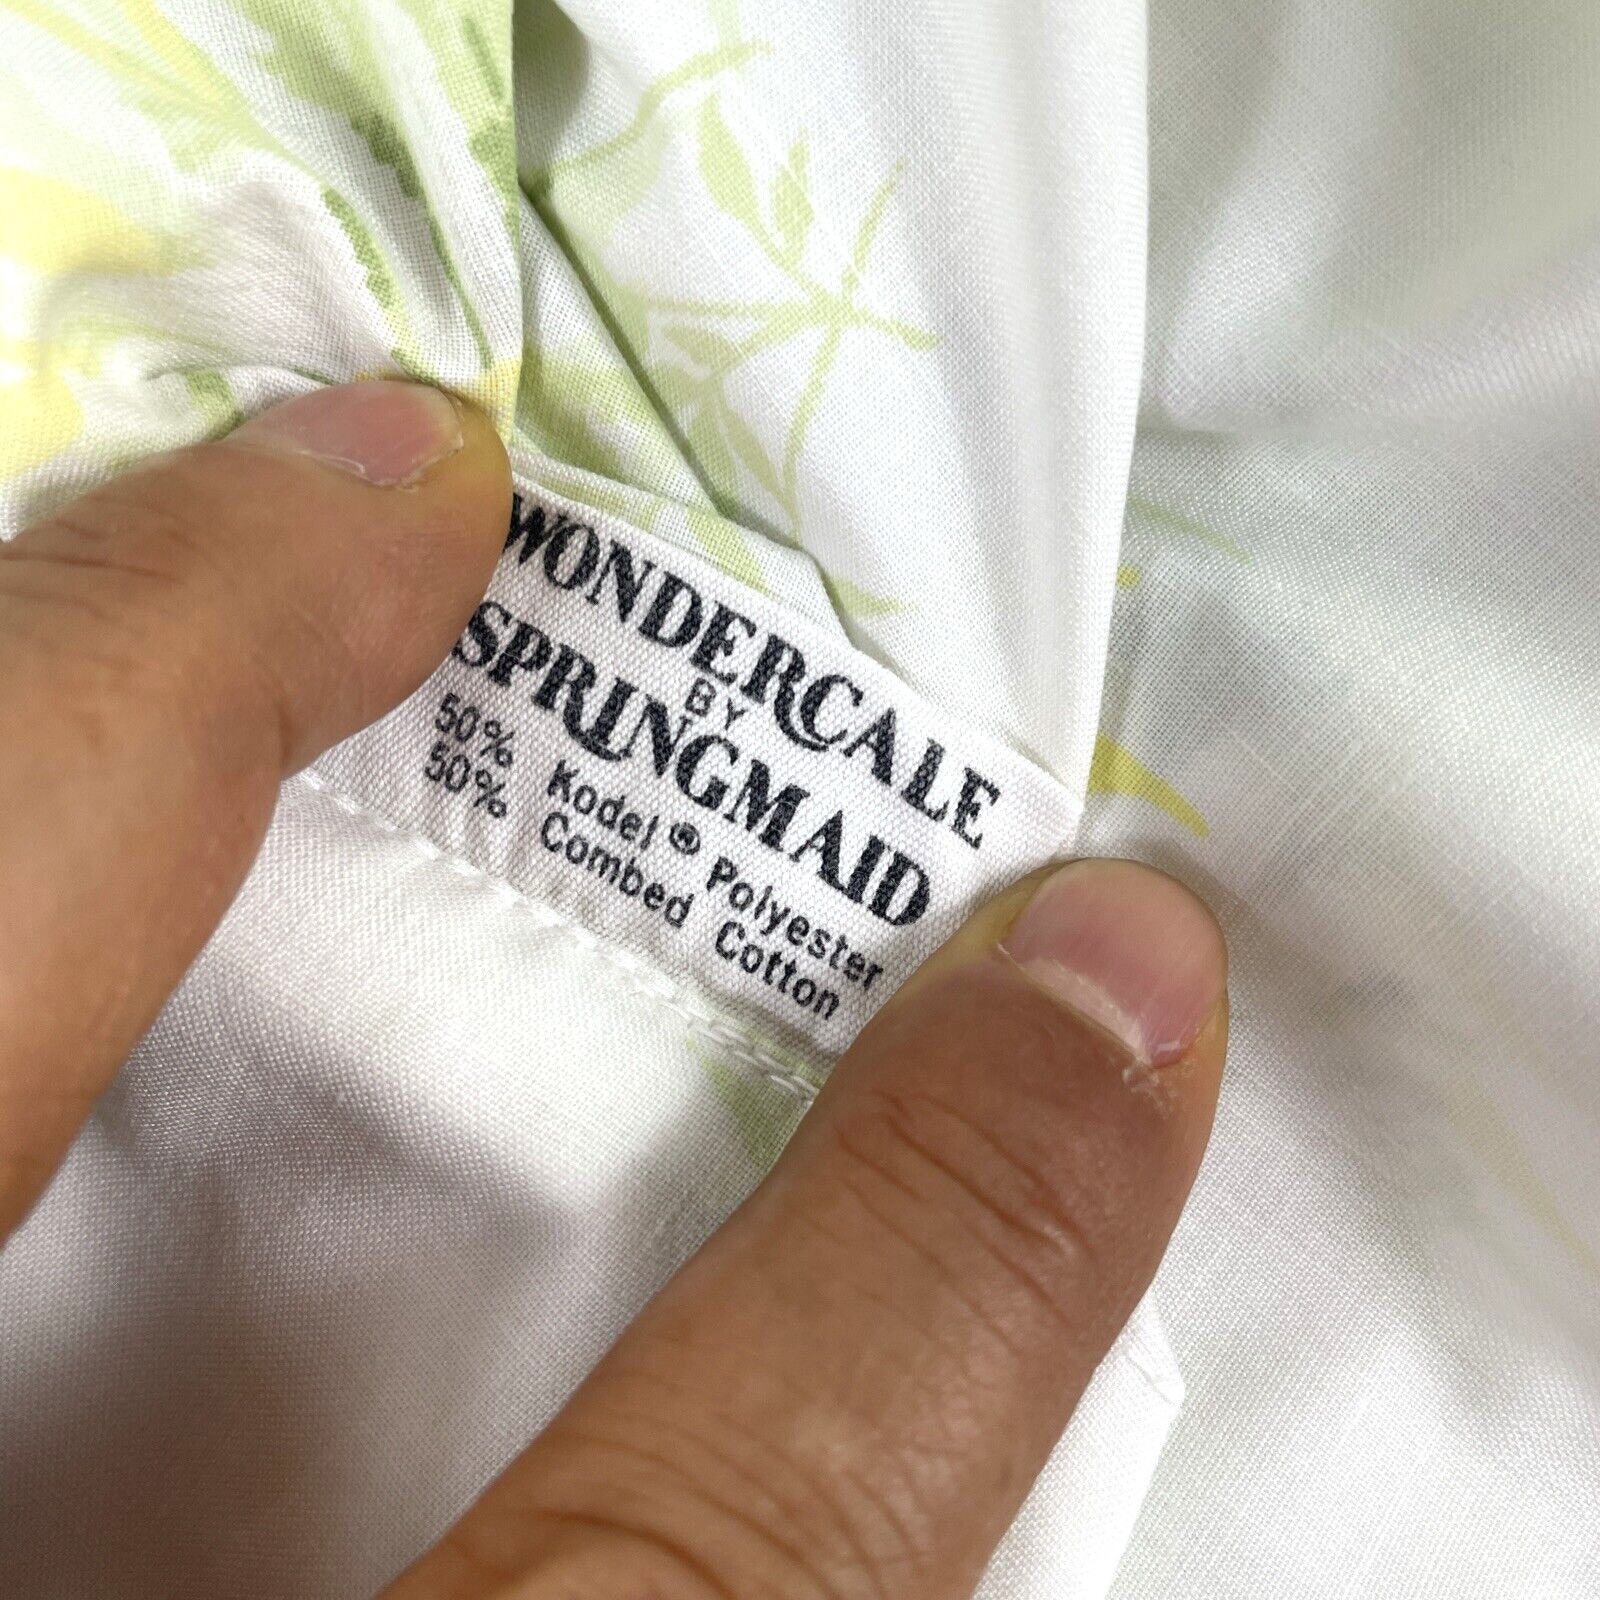 WONDERCALE
BY
SPRINGMAID
50% Kodel® Polyester
50% Combed Cotton